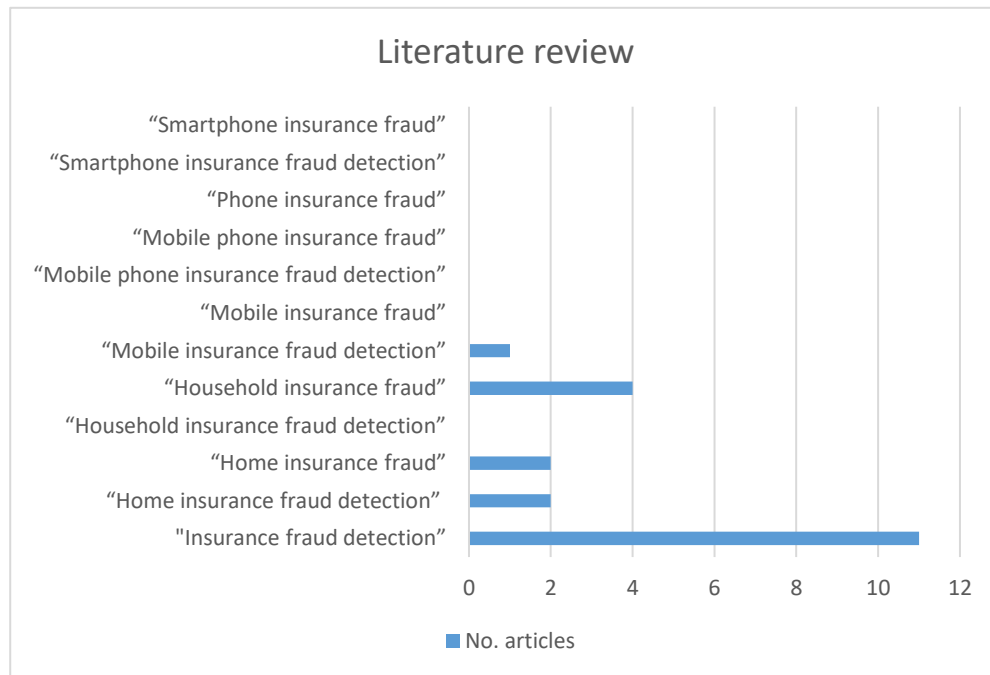 Literature review
“Smartphone insurance fraud”
“Smartphone insurance fraud detection”
“Phone insurance fraud”
“Mobile phone insurance fraud”
“Mobile phone insurance fraud detection”
“Mobile insurance fraud”
“Mobile insurance fraud detection”
“Household insurance fraud”
“Household insurance fraud detection”
“Home insurance fraud”
“Home insurance fraud detection”
"Insurance fraud detection”
0 2 4 6 8 10 12
No. articles